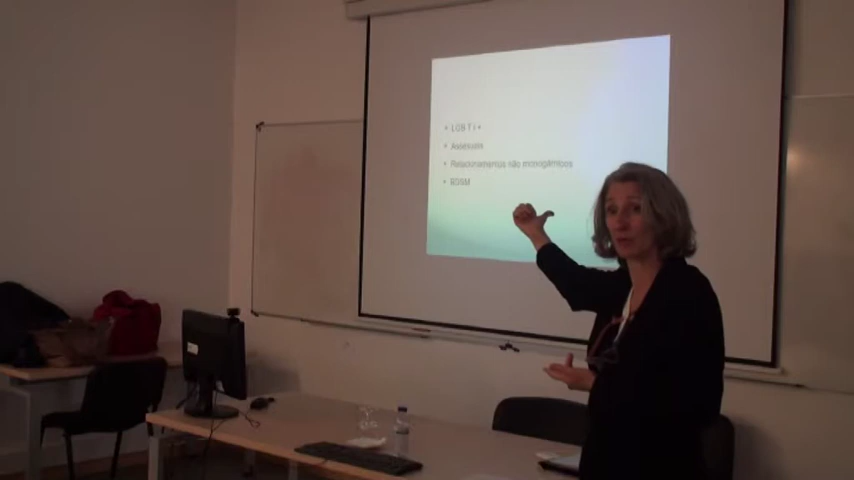 • LGBTI+
• Assexuais
• Relacionamentos não monogâmicos
• BDSM